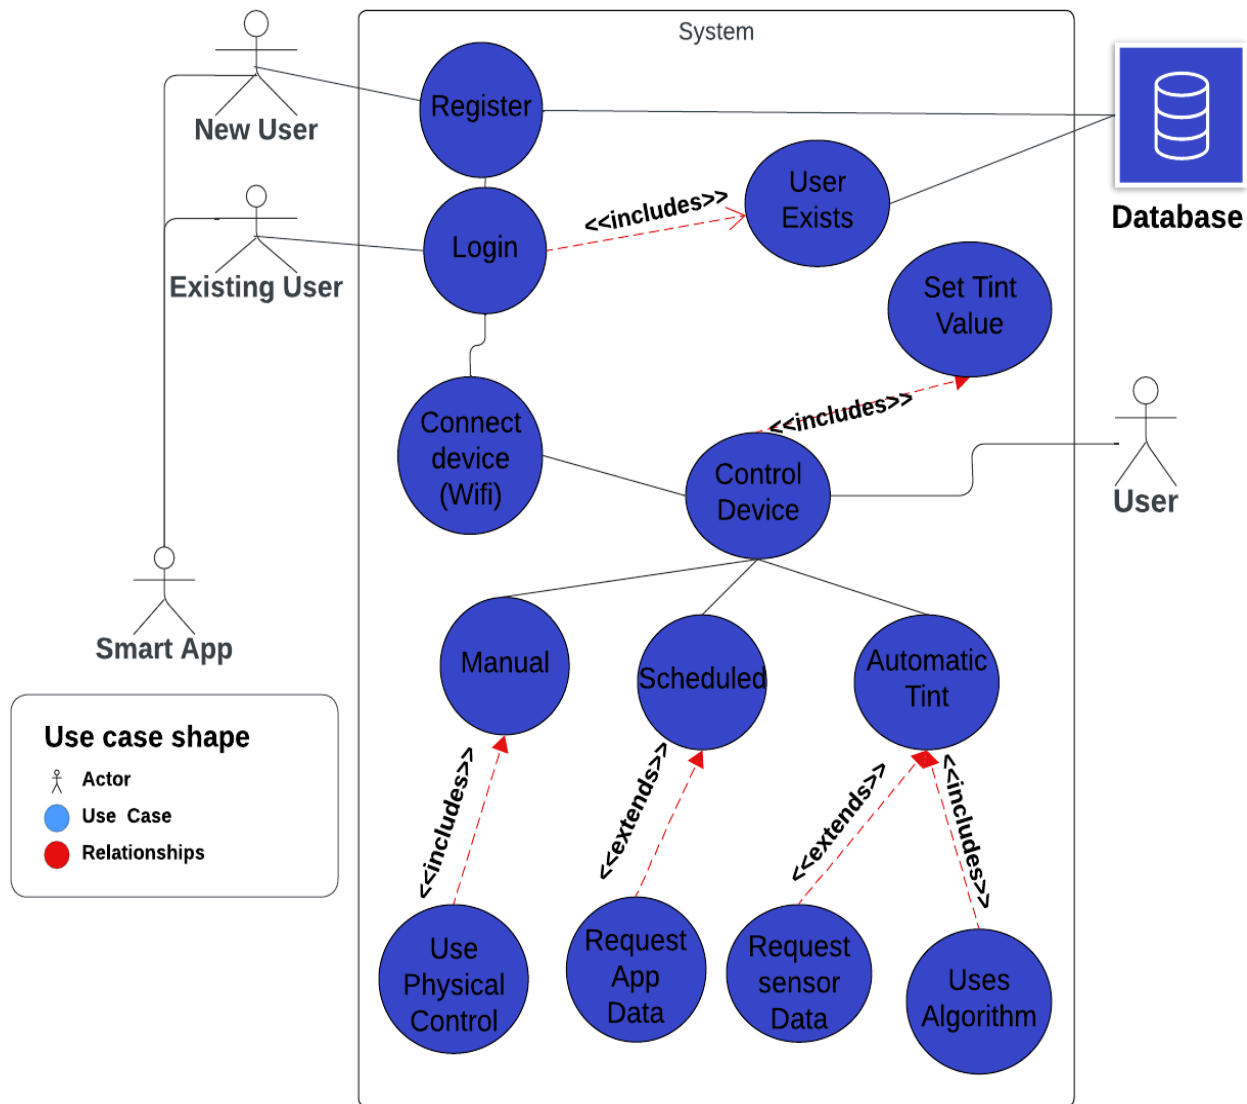 System
New User
Register
Database
User
Exists
<<includes>>
Login
Existing User
Set Tint
Value
<<includes>>
Connect
device
(Wifi)
Control
Device
User
Smart App
Manual
Scheduled
Automatic
Tint
Use case shape
Actor
Use Case
Relationships
<<includes>>
<<extends>>
<<extends>>
<<includes>>
Use
Physical
Control
Request
App
Data
Request
sensor
Data
Uses
Algorithm